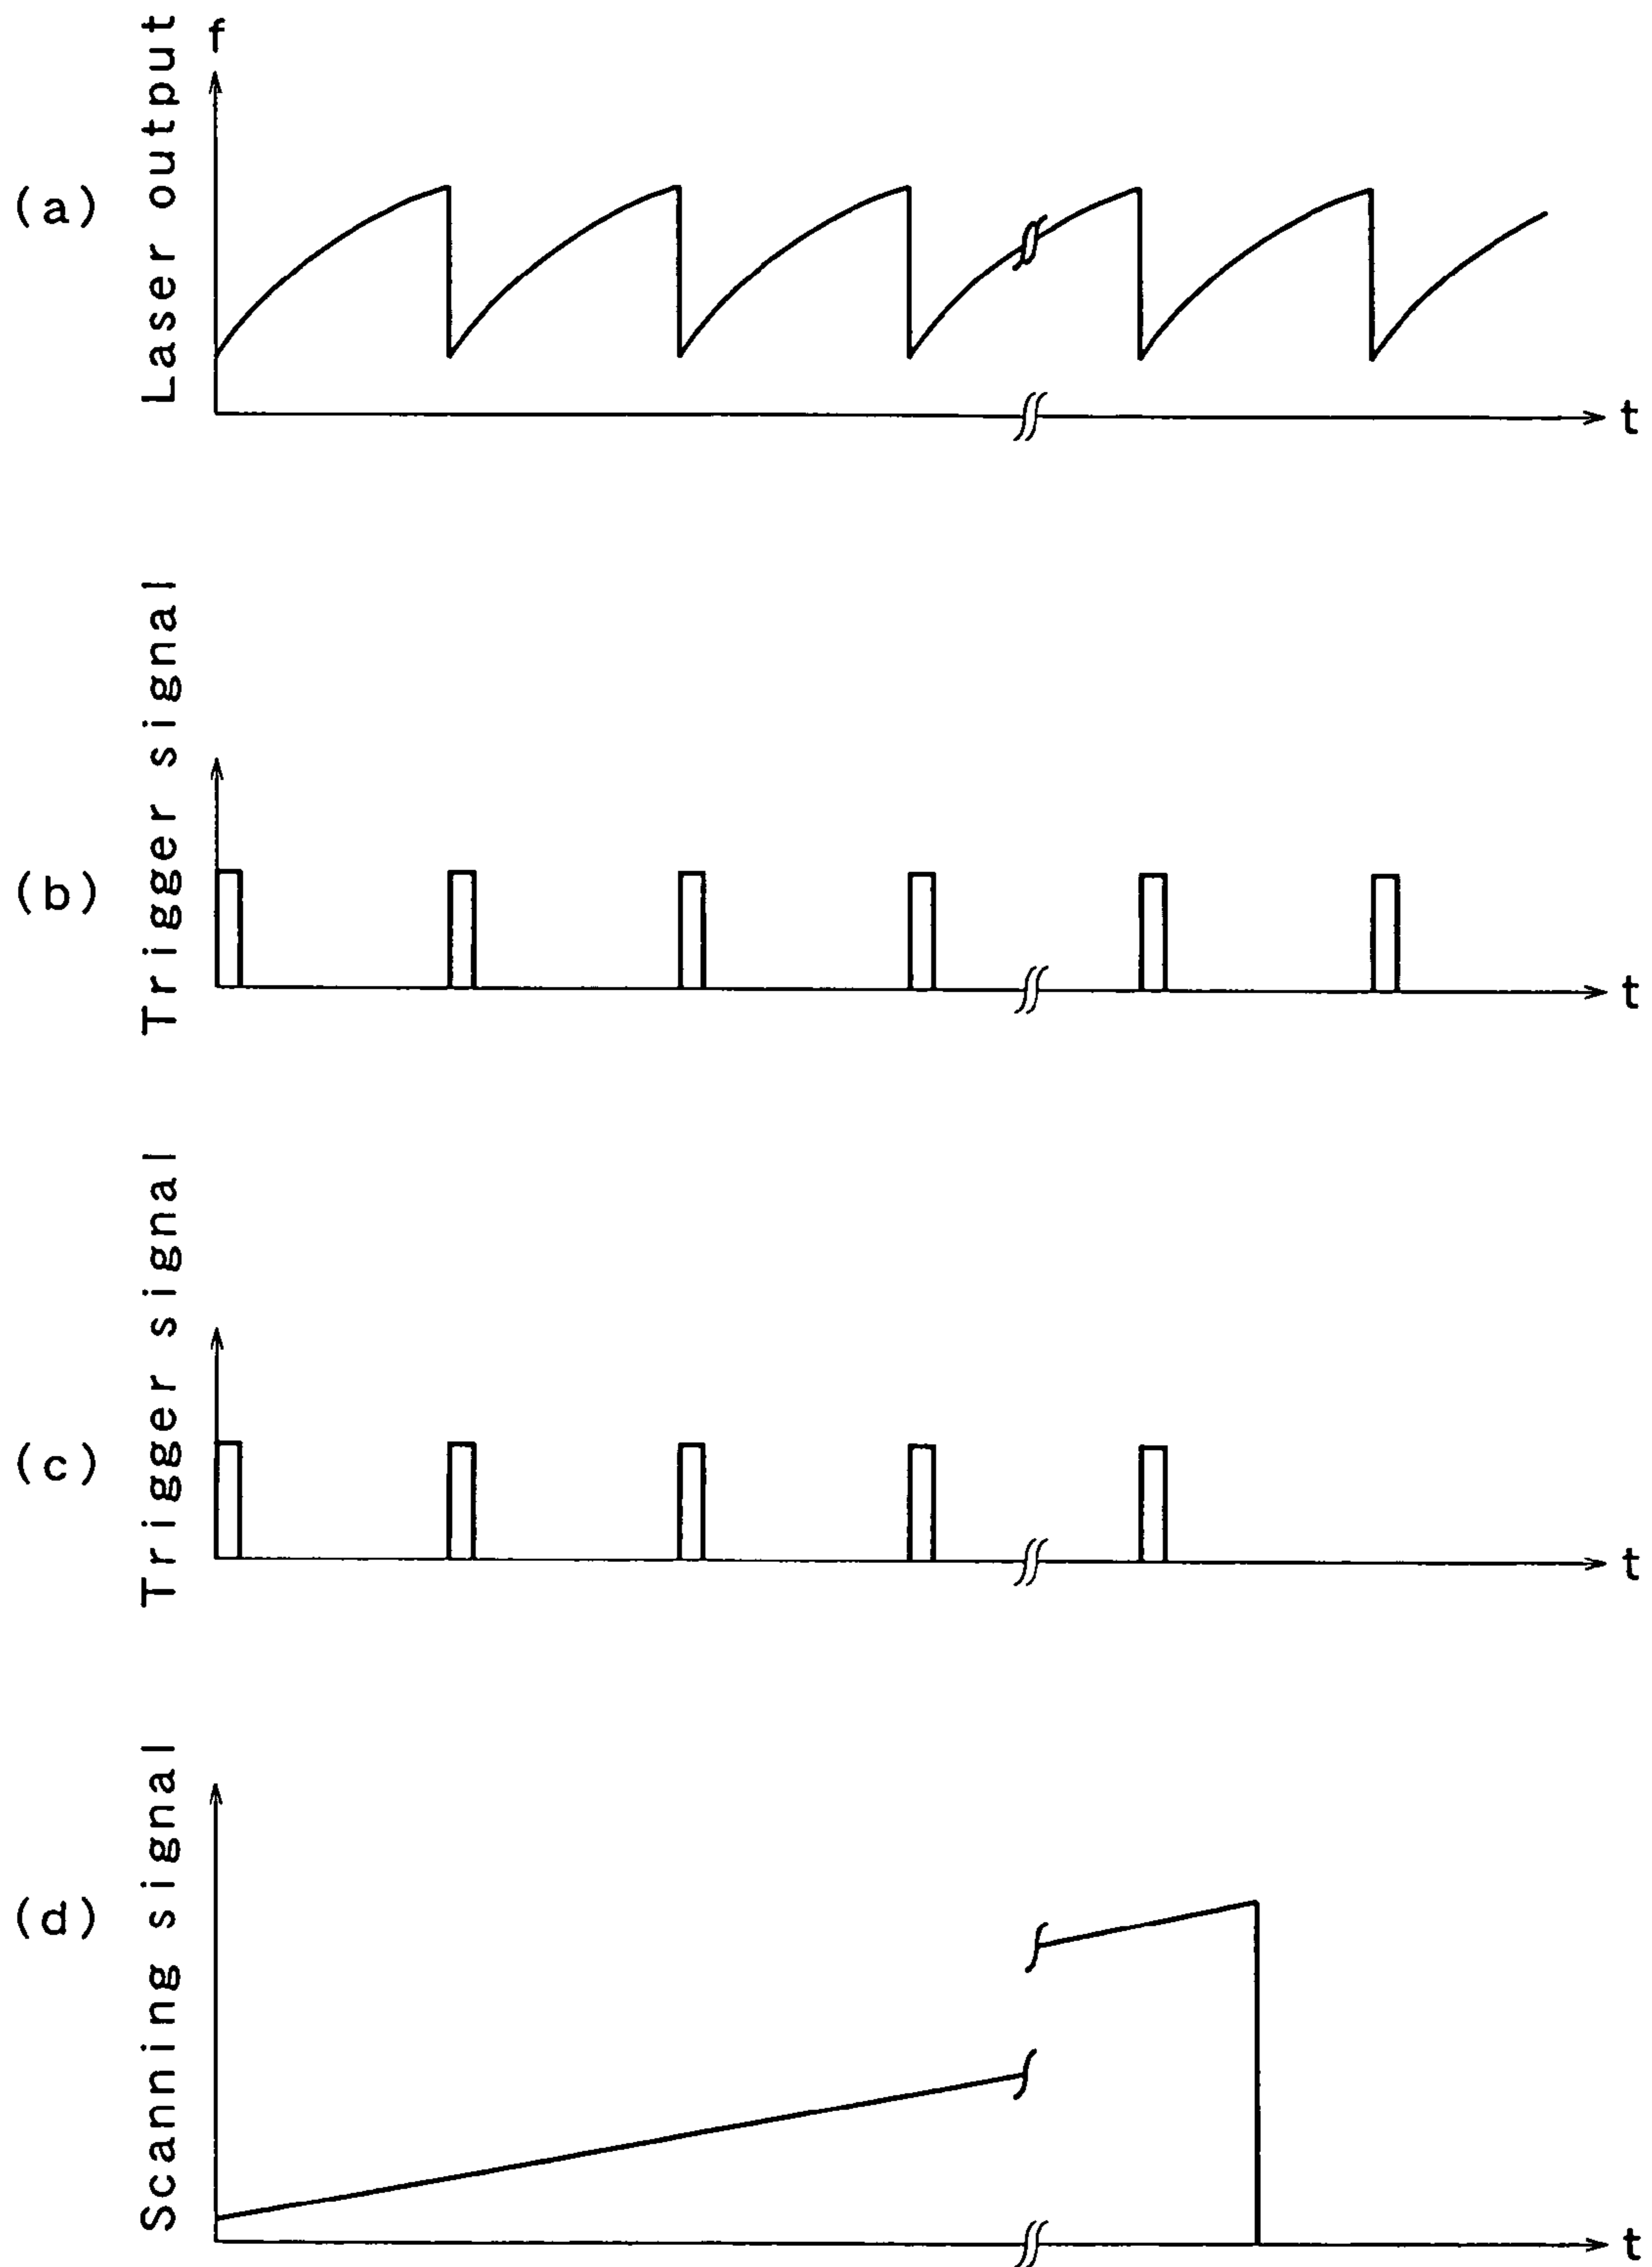 f
(a)
Laser output
t
(b)
Trigger signal
t
(c)
Trigger signal
t
(d)
Scanning signal
t